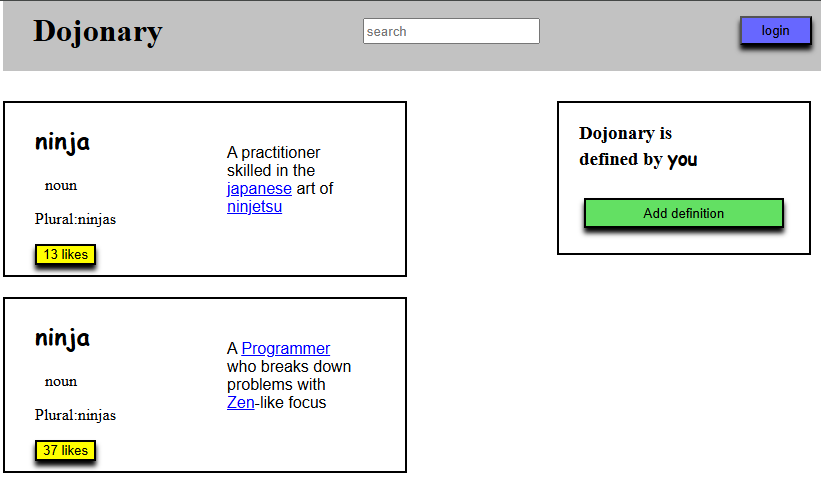 Dojonary
search
login
ninja
noun
Plural:ninjas
13 likes
A practitioner
skilled in the
japanese art of
ninjetsu
Dojonary is
defined by you
Add definition
ninja
noun
Plural:ninjas
37 likes
A Programmer
who breaks down
problems with
Zen-like focus